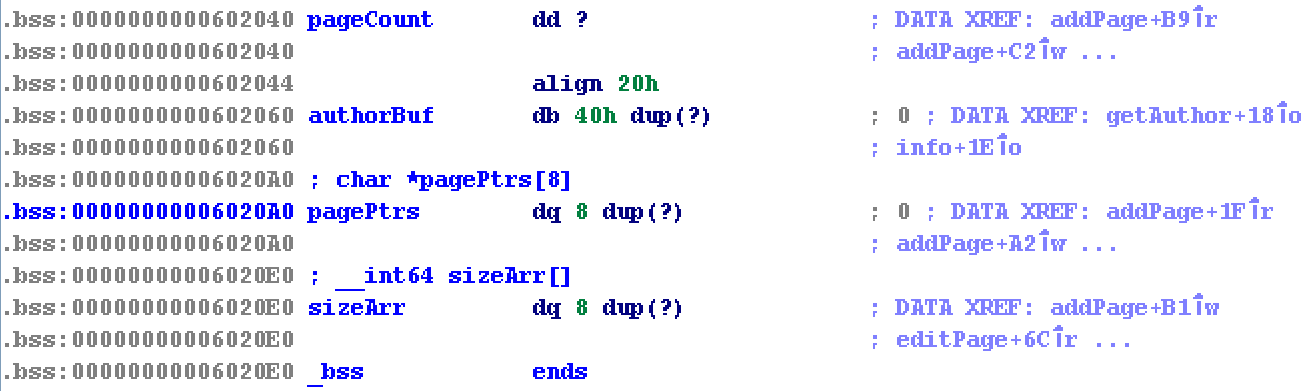 .bss:0000000000602040 pageCount dd ? ; DATA XREF: addPage+B9↑r
.bss:0000000000602040 ; addPage+C2↑w ...
.bss:0000000000602044 align 20h
.bss:0000000000602060 authorBuf db 40h dup(?) ; 0 ; DATA XREF: getAuthor+18↑o
.bss:0000000000602060 ; info+1E↑o
.bss:00000000006020A0 ; char *pagePtrs[8]
.bss:00000000006020A0 pagePtrs dq 8 dup(?) ; 0 ; DATA XREF: addPage+1F↑r
.bss:00000000006020A0 ; addPage+A2↑w ...
.bss:00000000006020E0 ; __int64 sizeArr[]
.bss:00000000006020E0 sizeArr dq 8 dup(?) ; DATA XREF: addPage+B1↑w
.bss:00000000006020E0 ; editPage+6C↑r ...
.bss:00000000006020E0 _bss ends